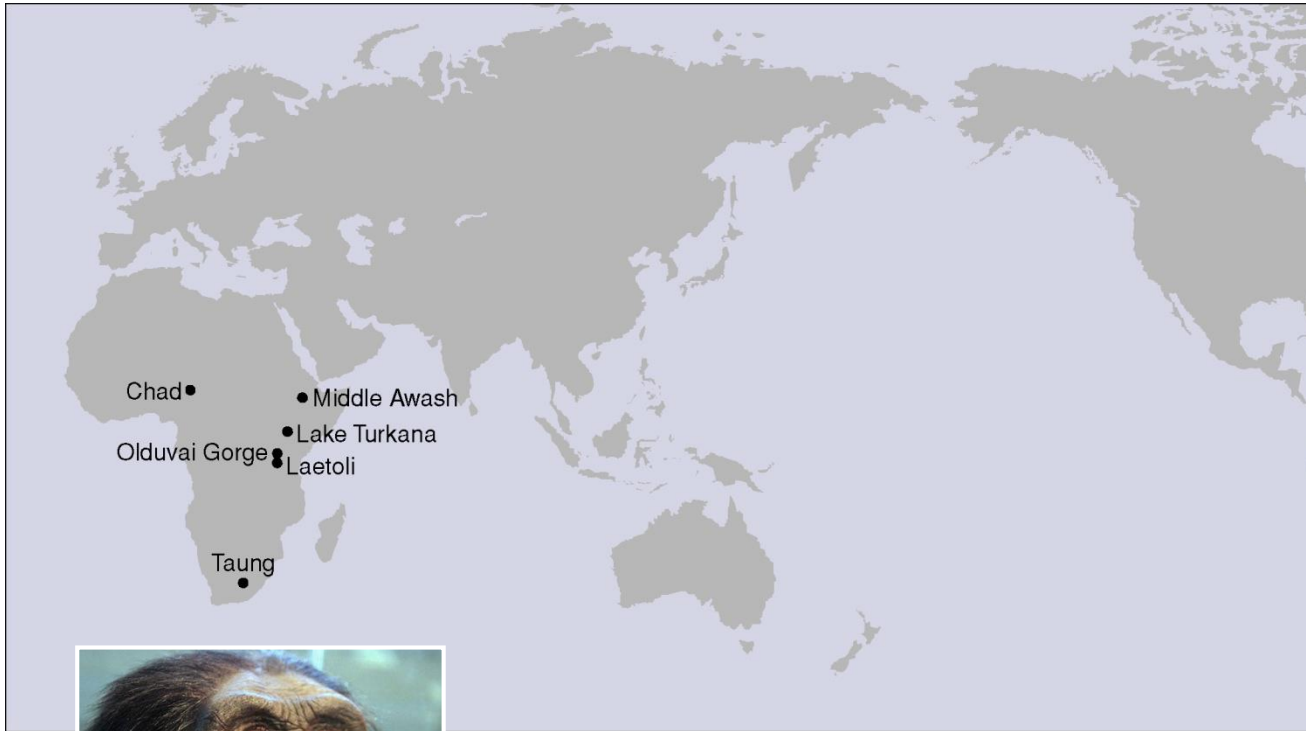 Chad
Middle Awash
Lake Turkana
Olduvai Gorge
Laetoli
Taung